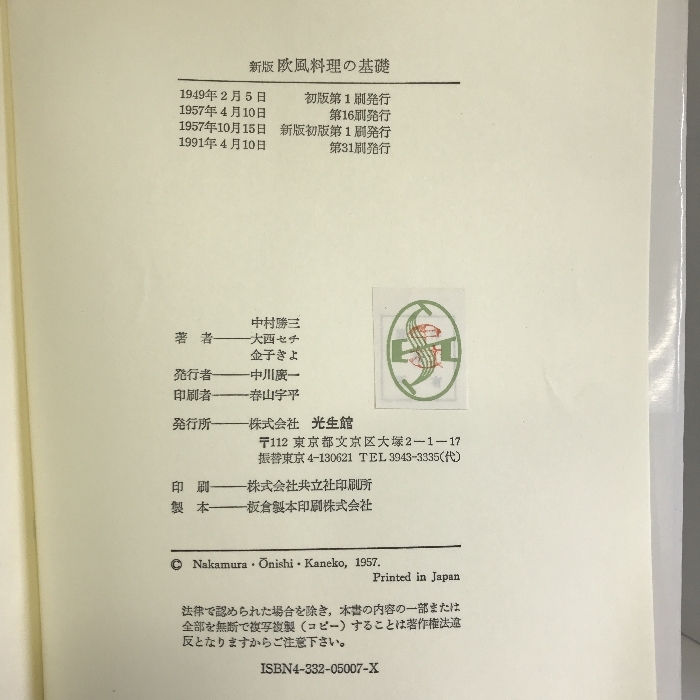 新版 欧風料理の基礎
1949年2月5日 初版第1刷発行
1957年4月10日 第16刷発行
1957年10月15日 新版初版第1刷発行
1991年4月10日 第31刷発行
中村勝三
著 者――大西セチ
金子きよ
発行者――中川廣一
印刷者――春山宇平
発行所――株式会社 光生館
〒112 東京都文京区大塚2―1―17
振替東京4-130621 TEL3943-3335(代)
印 刷――株式会社共立社印刷所
製 本――板倉製本印刷株式会社
© Nakamura・Ōnishi・Kaneko, 1957.
Printed in Japan
法律で認められた場合を除き，本書の内容の一部または
全部を無断で複写複製（コピー）することは著作権法違
反となりますからご注意下さい。
ISBN4-332-05007-X